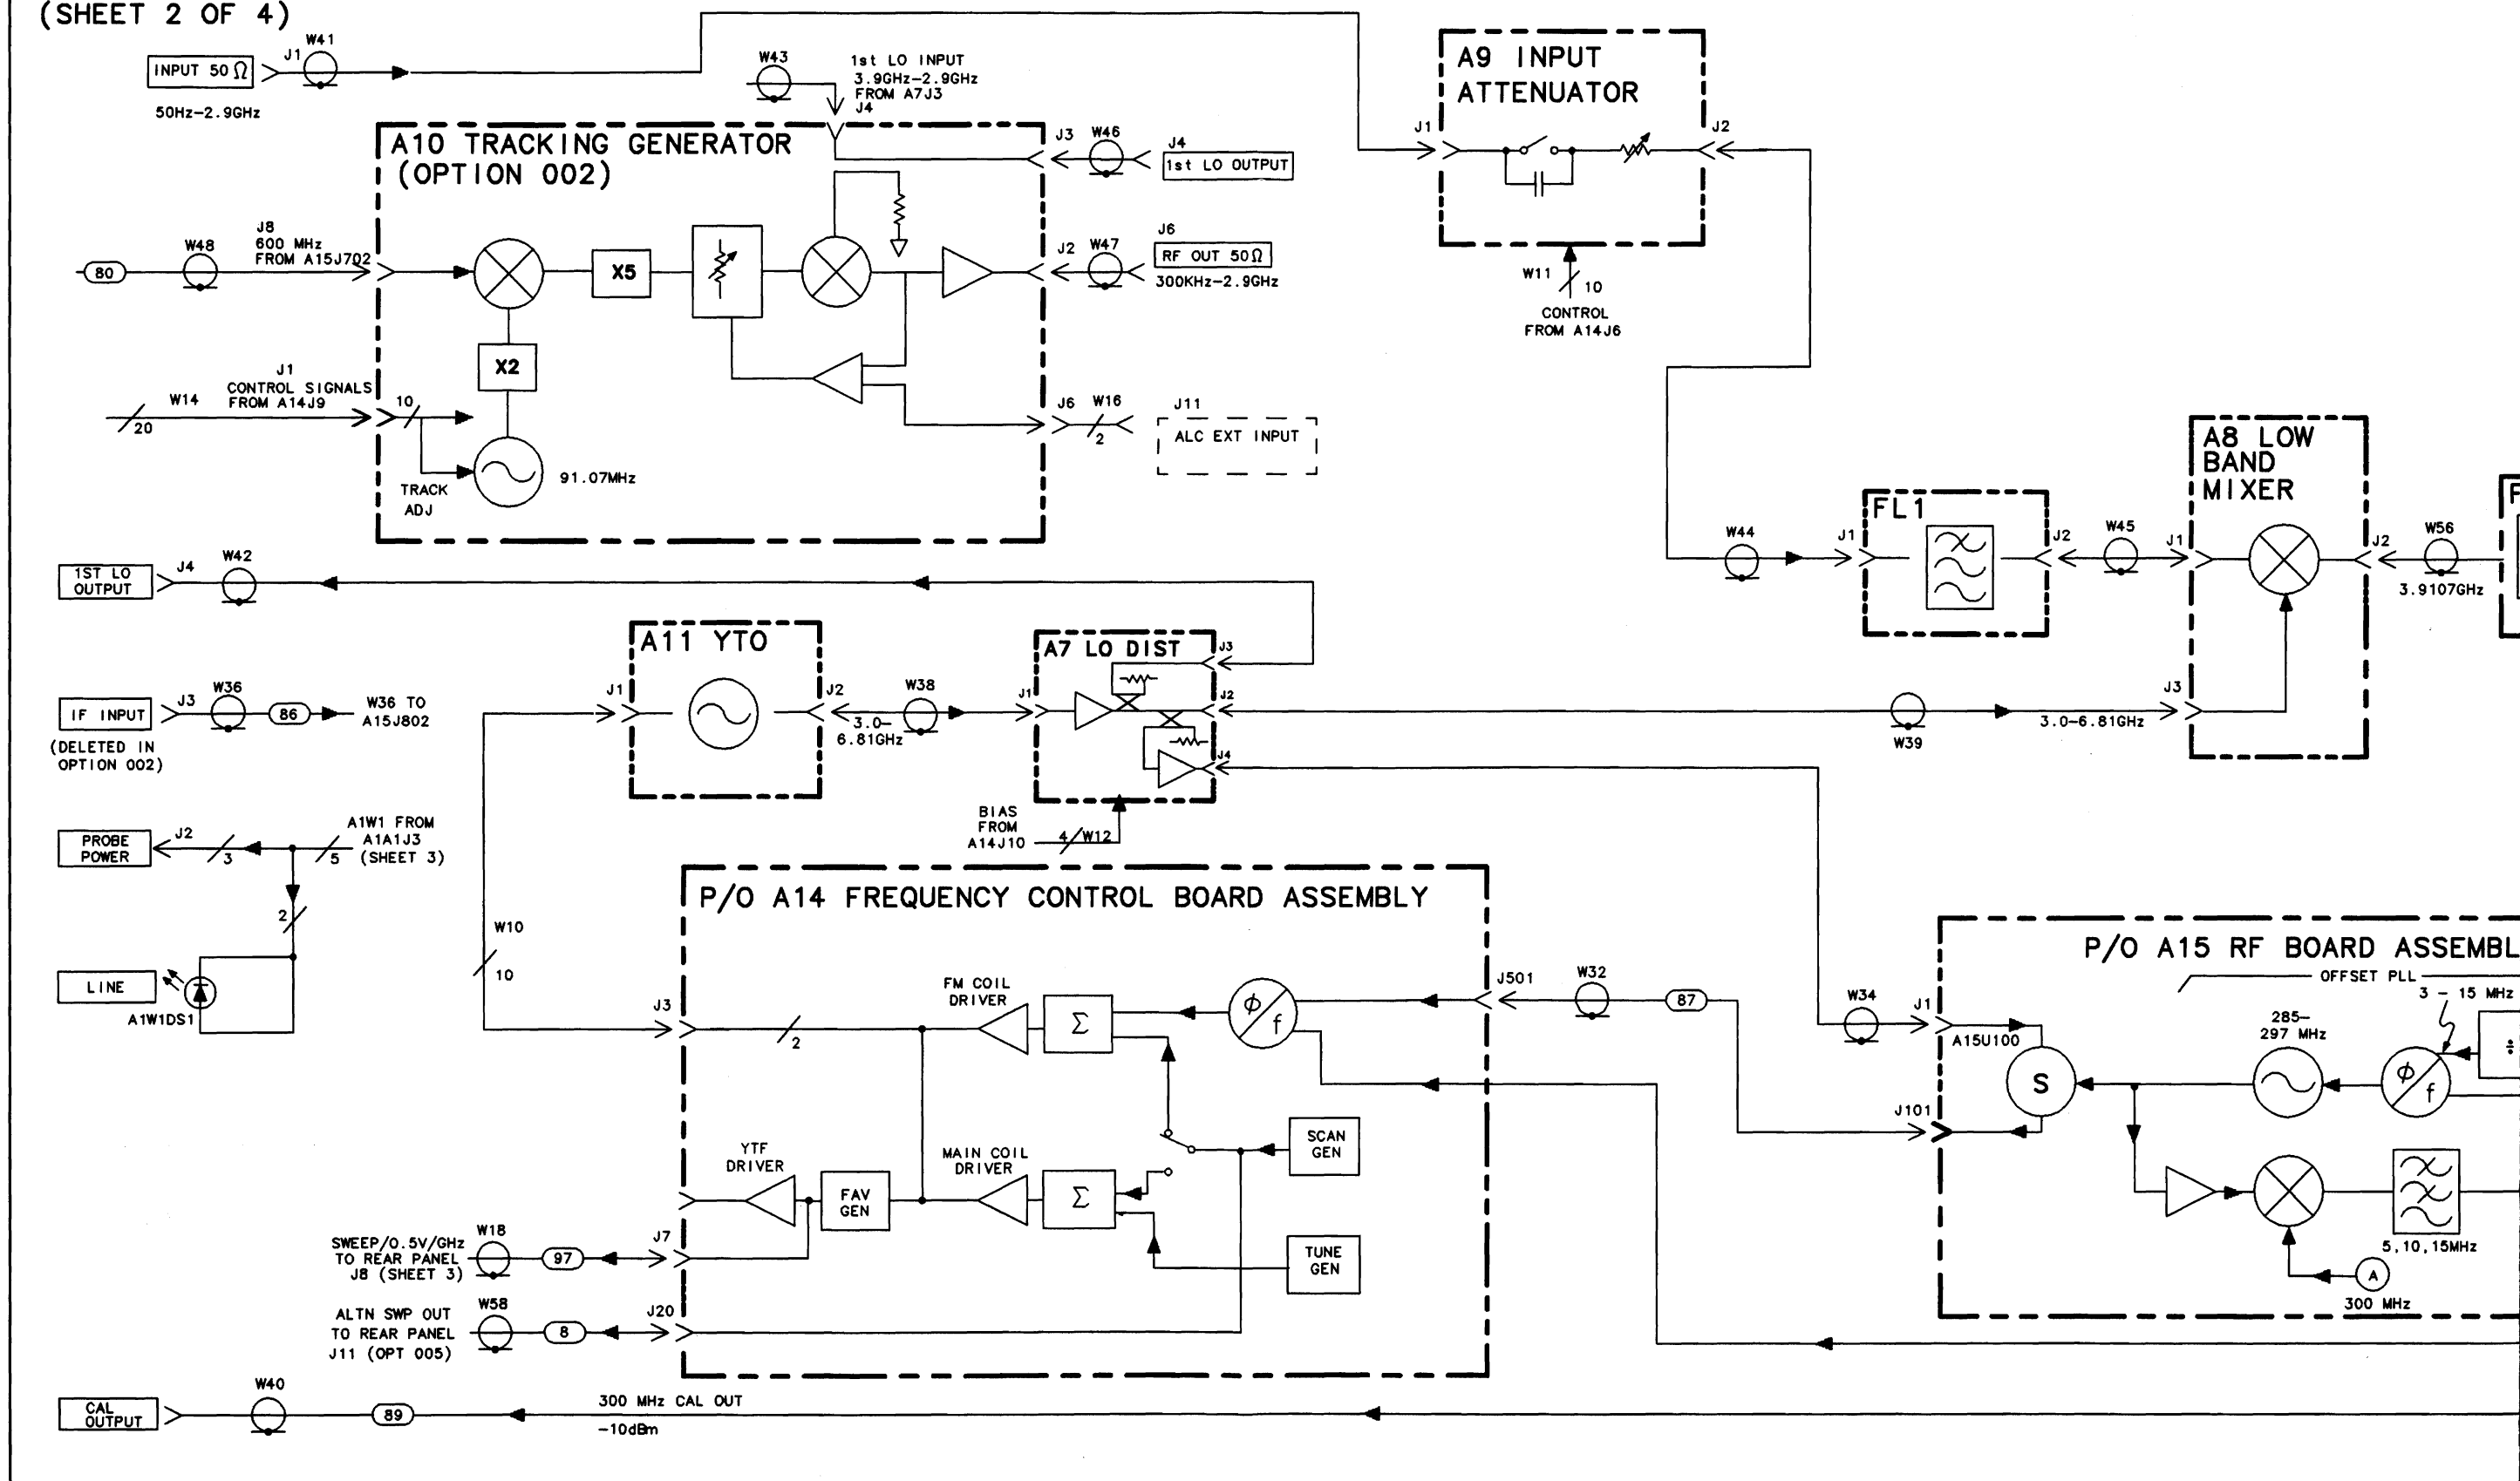 (SHEET 2 OF 4)
J1
W41
INPUT 50 Ω
50Hz-2.9GHz
W43
1st LO INPUT
3.9GHz-2.9GHz
FROM A7J3
J4
A10 TRACKING GENERATOR
(OPTION 002)
J3
W46
J4
1st LO OUTPUT
W48
80
J8
600 MHz
FROM A15J702
X5
J2
W47
J6
RF OUT 50Ω
300KHz-2.9GHz
X2
J1
CONTROL SIGNALS
FROM A14J9
W14
20
10
TRACK
ADJ
91.07MHz
J6
W16
2
J11
ALC EXT INPUT
A9 INPUT
ATTENUATOR
J1
J2
W11
10
CONTROL
FROM A14J6
W44
J1
FL1
J2
W45
J1
A8 LOW
BAND
MIXER
J2
W56
3.9107GHz
J3
F
1ST LO
OUTPUT
J4
W42
IF INPUT
J3
W36
86
W36 TO
A15J802
(DELETED IN
OPTION 002)
A11 YTO
J1
J2
3.0-
6.81GHz
W38
J1
A7 LO DIST
J3
J2
J4
W39
3.0-6.81GHz
BIAS
FROM
A14J10
4
W12
PROBE
POWER
J2
3
5
A1W1 FROM
A1A1J3
(SHEET 3)
2
LINE
A1W1DS1
W10
10
P/O A14 FREQUENCY CONTROL BOARD ASSEMBLY
J3
2
FM COIL
DRIVER
Σ
φ
f
J501
W32
87
YTF
DRIVER
FAV
GEN
MAIN COIL
DRIVER
Σ
SCAN
GEN
TUNE
GEN
SWEEP/0.5V/GHz
TO REAR PANEL
J8 (SHEET 3)
W18
97
J7
ALTN SWP OUT
TO REAR PANEL
J11 (OPT 005)
W58
8
J20
W34
J1
P/O A15 RF BOARD ASSEMBL
OFFSET PLL
3 - 15 MHz
A15U100
S
J101
285-
297 MHz
φ
f
÷
5,10,15MHz
A
300 MHz
CAL
OUTPUT
W40
89
300 MHz CAL OUT
-10dBm